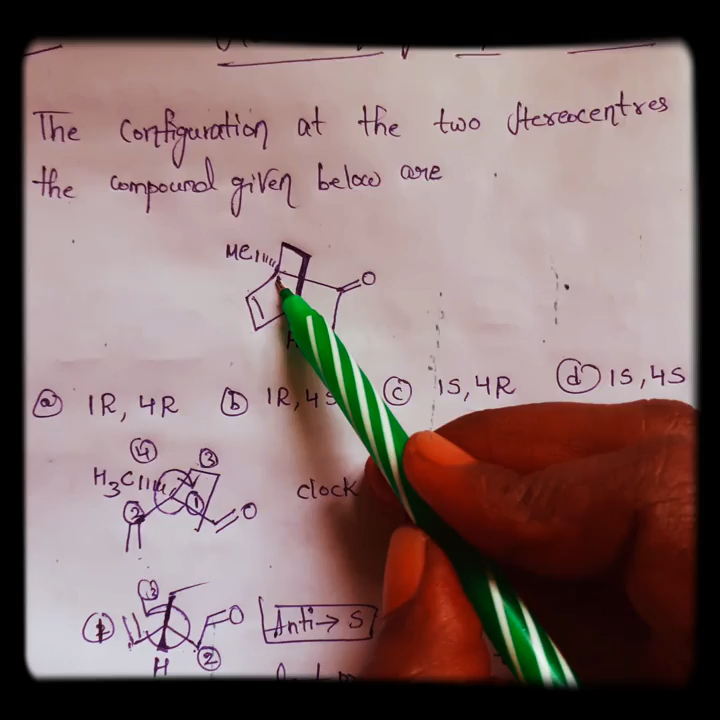 The configuration at the two stereocentres
the compound given below are
Me
O
H
ⓐ 1R, 4R ⓑ 1R, 4S ⓒ 1S, 4R ⓓ 1S, 4S
④ ③
H3C
② ① O
clock
③
① O Anti → S
H ②